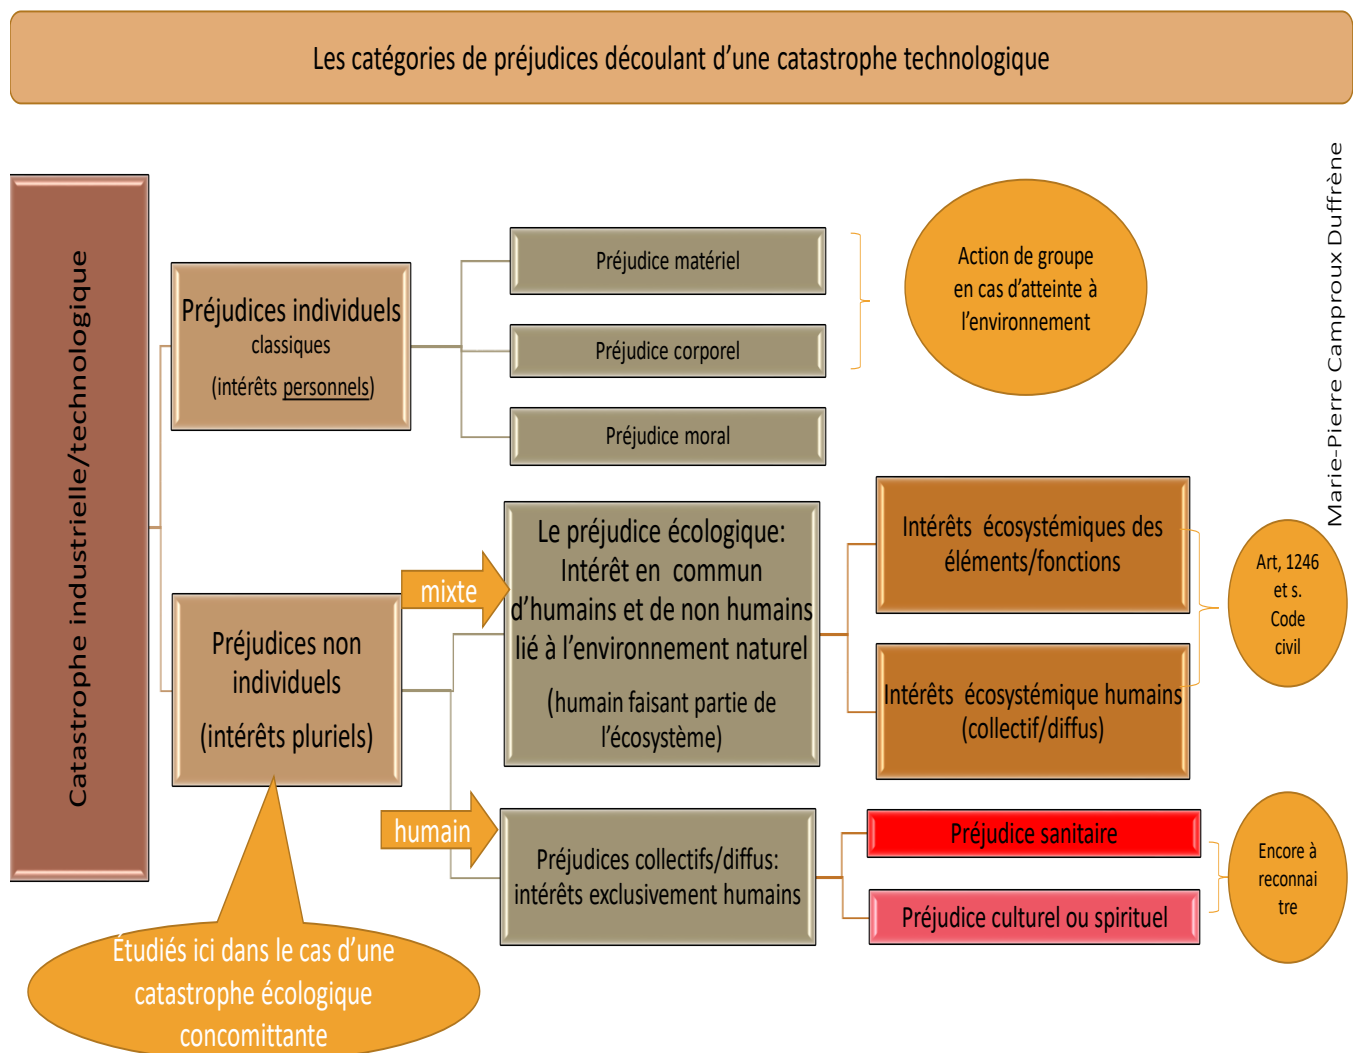 Les catégories de préjudices découlant d’une catastrophe technologique
Marie-Pierre Camproux Duffrène
Catastrophe industrielle/technologique
Préjudices individuels
classiques
(intérêts personnels)
Préjudice matériel
Préjudice corporel
Préjudice moral
Action de groupe
en cas d’atteinte à
l’environnement
Préjudices non
individuels
(intérêts pluriels)
mixte
Le préjudice écologique:
Intérêt en commun
d’humains et de non humains
lié à l’environnement naturel
(humain faisant partie de
l’écosystème)
Intérêts écosystémiques des
éléments/fonctions
Intérêts écosystémique humains
(collectif/diffus)
Art, 1246
et s.
Code
civil
humain
Préjudices collectifs/diffus:
intérêts exclusivement humains
Préjudice sanitaire
Préjudice culturel ou spirituel
Encore à
reconnai
tre
Étudiés ici dans le cas d’une
catastrophe écologique
concomittante